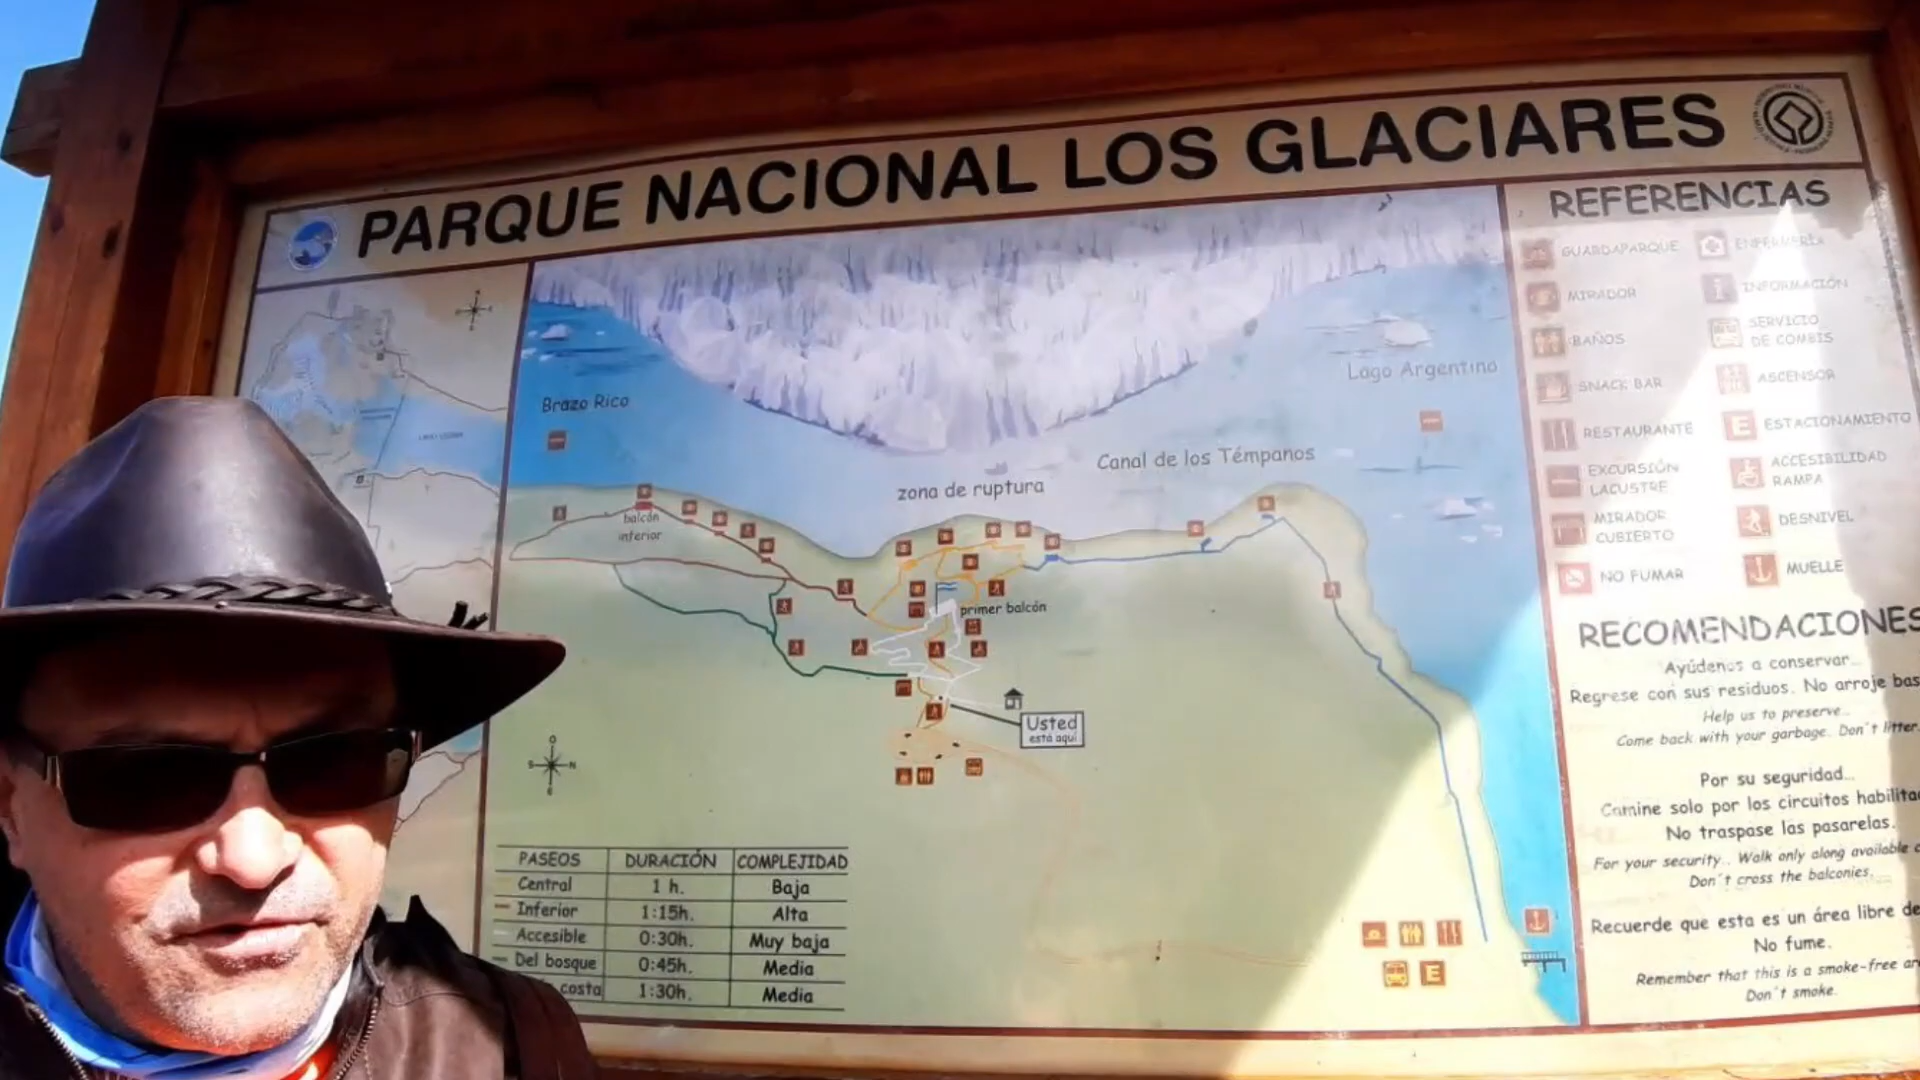 PARQUE NACIONAL LOS GLACIARES
Brazo Rico
Lago Argentino
Canal de los Témpanos
zona de ruptura
balcón
inferior
primer balcón
Usted
está aquí
O
S N
E
PASEOS DURACIÓN COMPLEJIDAD
Central 1 h. Baja
Inferior 1:15h. Alta
Accesible 0:30h. Muy baja
Del bosque 0:45h. Media
costa 1:30h. Media
E
REFERENCIAS
GUARDAPARQUE
MIRADOR
BAÑOS
SNACK BAR
RESTAURANTE
EXCURSIÓN
LACUSTRE
MIRADOR
CUBIERTO
NO FUMAR
ENFERMERÍA
INFORMACIÓN
SERVICIO
DE COMBIS
ASCENSOR
E ESTACIONAMIENTO
ACCESIBILIDAD
RAMPA
DESNIVEL
MUELLE
RECOMENDACIONES
Ayúdenos a conservar...
Regrese con sus residuos. No arroje bas
Help us to preserve...
Come back with your garbage. Don't litter.
Por su seguridad...
Camine solo por los circuitos habilita
No traspase las pasarelas.
For your security.. Walk only along available
Don't cross the balconies.
Recuerde que esta es un área libre de
No fume.
Remember that this is a smoke-free ar
Don't smoke.